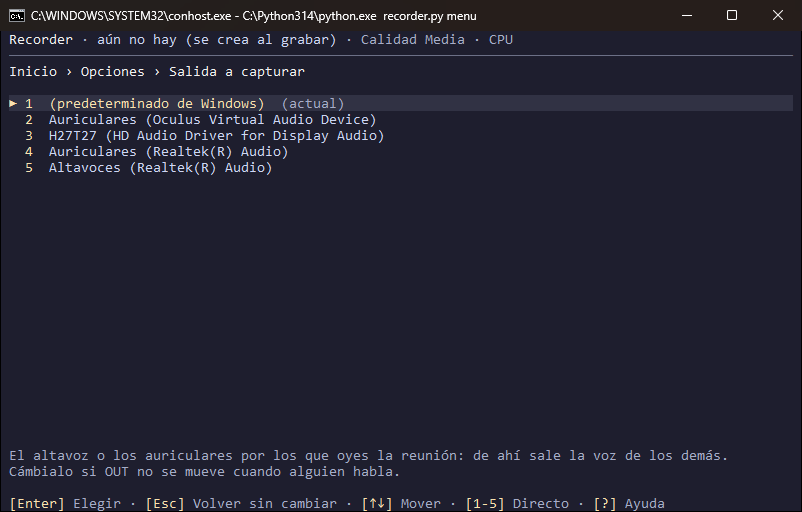 C:\WINDOWS\SYSTEM32\conhost.exe - C:\Python314\python.exe  recorder.py menu
Recorder · aún no hay (se crea al grabar) · Calidad Media · CPU
Inicio › Opciones › Salida a capturar
► 1  (predeterminado de Windows)  (actual)
2  Auriculares (Oculus Virtual Audio Device)
3  H27T27 (HD Audio Driver for Display Audio)
4  Auriculares (Realtek(R) Audio)
5  Altavoces (Realtek(R) Audio)
El altavoz o los auriculares por los que oyes la reunión: de ahí sale la voz de los demás.
Cámbialo si OUT no se mueve cuando alguien habla.
[Enter] Elegir · [Esc] Volver sin cambiar · [↑↓] Mover · [1-5] Directo · [?] Ayuda